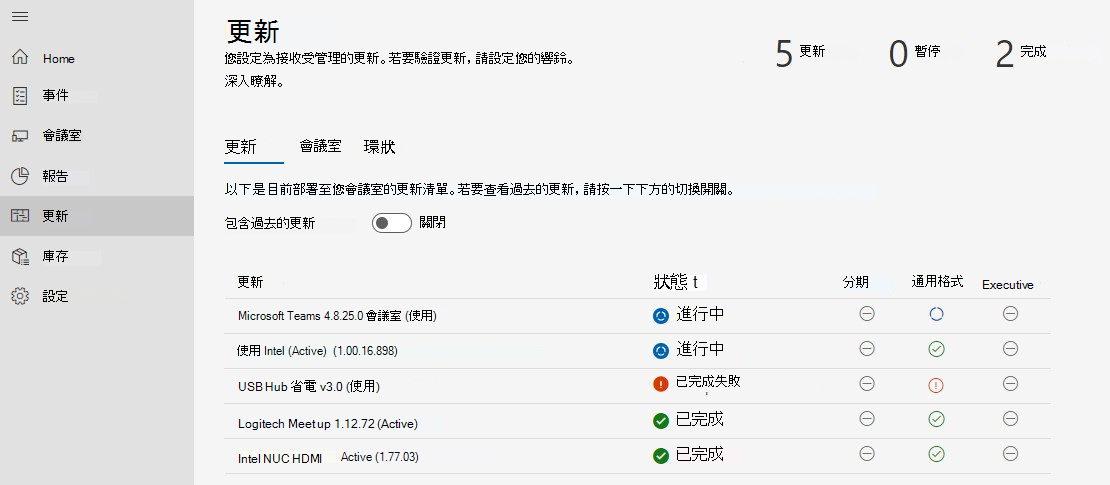 更新
您設定為接收受管理的更新。若要驗證更新，請設定您的響鈴。
深入瞭解。
5 更新 0 暫停 2 完成
Home
事件
會議室
報告
更新
庫存
設定
更新 會議室 環狀
以下是目前部署至您會議室的更新清單。若要查看過去的更新，請按一下下方的切換開關。
包含過去的更新 關閉
更新 狀態 t 分期 通用格式 Executive
Microsoft Teams 4.8.25.0 會議室 (使用) 進行中
使用 Intel (Active) (1.00.16.898) 進行中
USB Hub 省電 v3.0 (使用) 已完成失敗
Logitech Meetup 1.12.72 (Active) 已完成
Intel NUC HDMI Active (1.77.03) 已完成